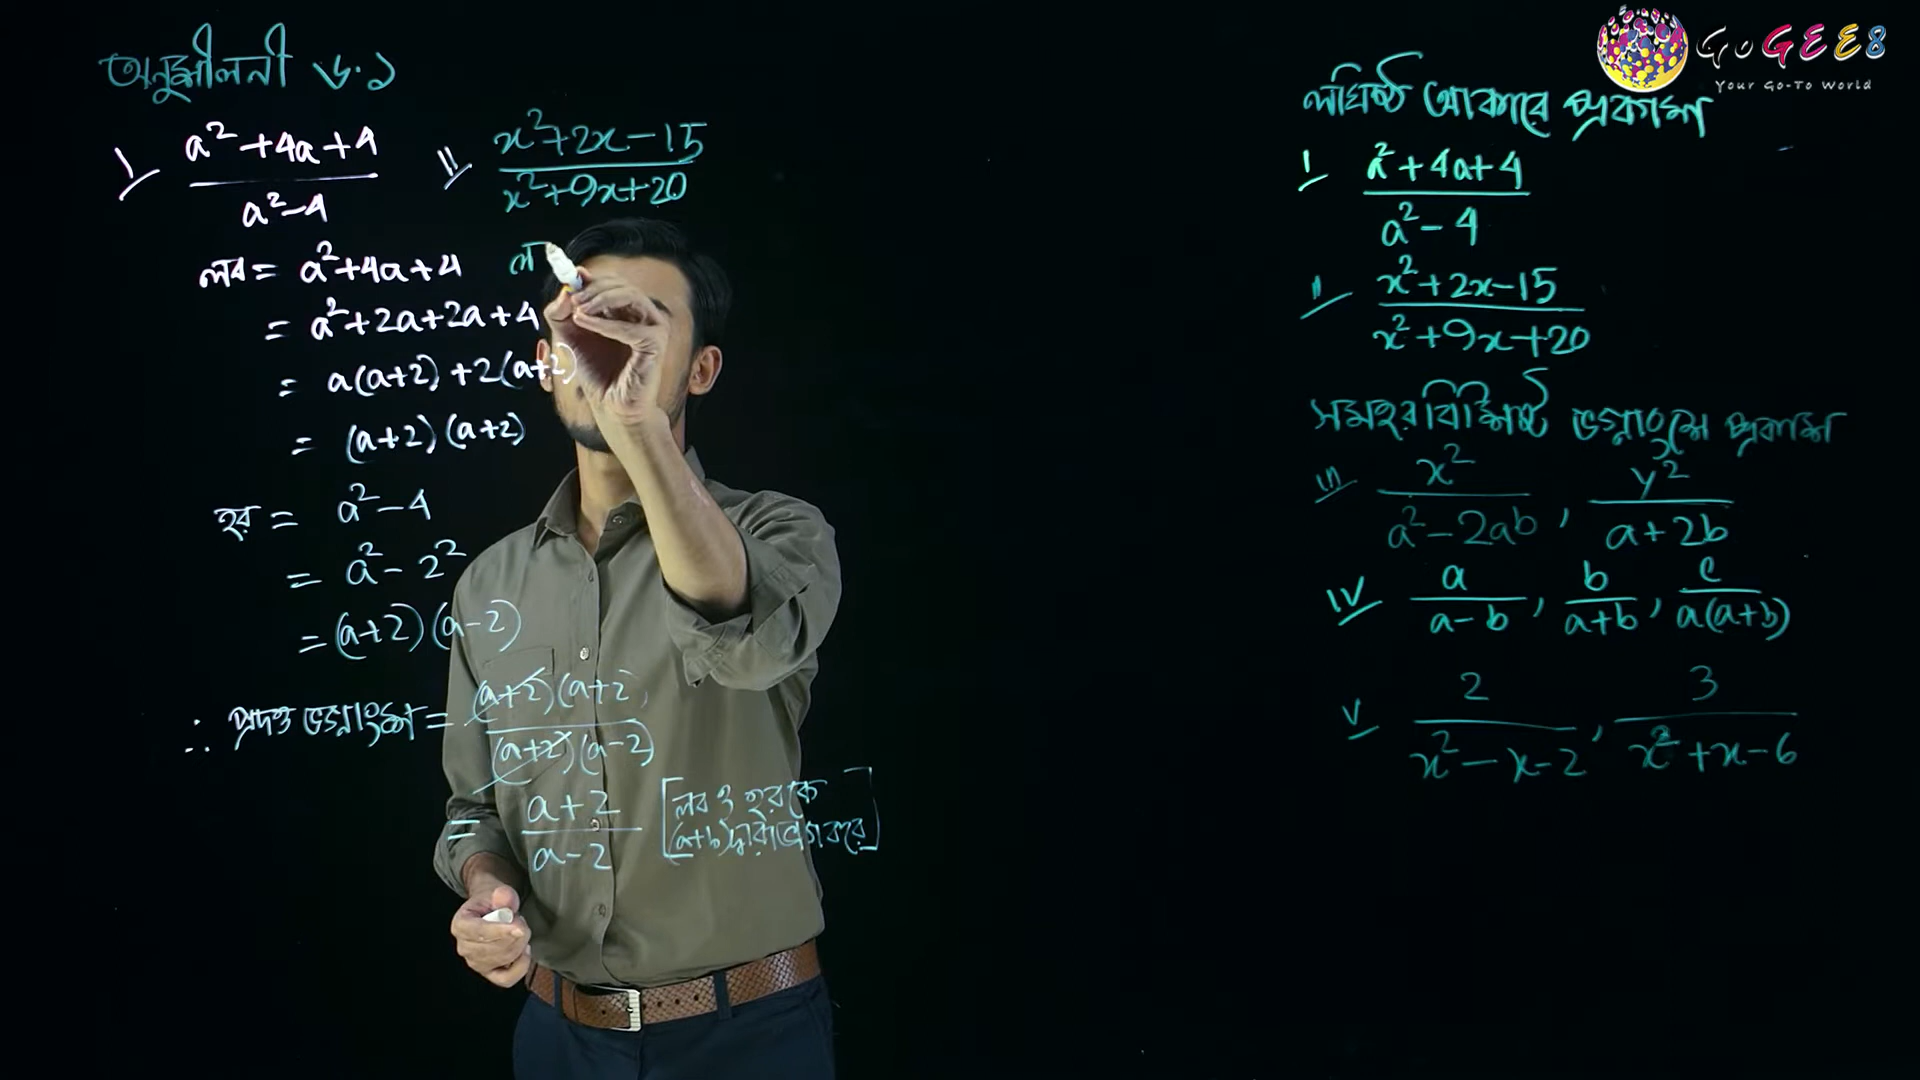 অনুশীলনী ৬.১
I a²+4a+4 / a²-4
লব = a²+4a+4
= a²+2a+2a+4
= a(a+2)+2(a+2)
= (a+2)(a+2)
হর = a²-4
= a²-2²
= (a+2)(a-2)
∴ প্রদত্ত ভগ্নাংশ = (a+2)(a+2) / (a+2)(a-2)
= a+2 / a-2 [লব ও হরকে
(a+b) দ্বারা ভাগ করে]
II x²+2x-15 / x²+9x+20
ল
GoGEE8
Your Go-To World
লঘিষ্ঠ আকারে প্রকাশ
I a²+4a+4 / a²-4
II x²+2x-15 / x²+9x+20
সমহরবিশিষ্ট ভগ্নাংশে প্রকাশ
III x² / a²-2ab , y² / a+2b
IV a / a-b , b / a+b , c / a(a+b)
V 2 / x²-x-2 , 3 / x²+x-6